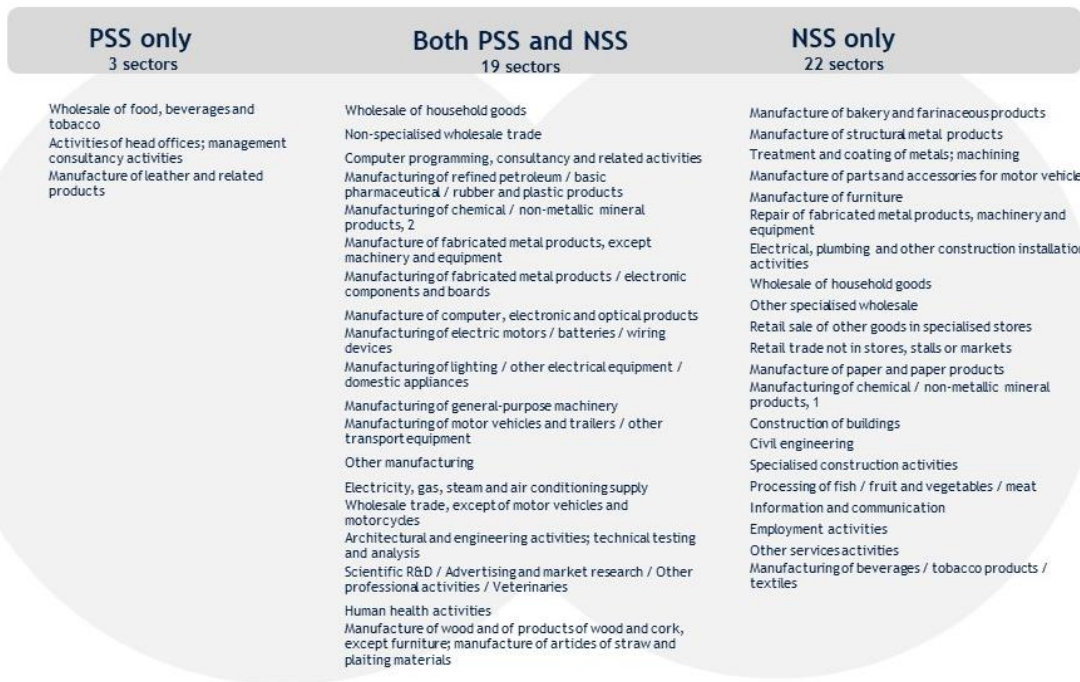 PSS only
3 sectors
Both PSS and NSS
19 sectors
NSS only
22 sectors
Wholesale of food, beverages and
tobacco
Activities of head offices; management
consultancy activities
Manufacture of leather and related
products
Wholesale of household goods
Non-specialised wholesale trade
Computer programming, consultancy and related activities
Manufacturing of refined petroleum / basic
pharmaceutical / rubber and plastic products
Manufacturing of chemical / non-metallic mineral
products, 2
Manufacture of fabricated metal products, except
machinery and equipment
Manufacturing of fabricated metal products / electronic
components and boards
Manufacture of computer, electronic and optical products
Manufacturing of electric motors / batteries / wiring
devices
Manufacturing of lighting / other electrical equipment /
domestic appliances
Manufacturing of general-purpose machinery
Manufacturing of motor vehicles and trailers / other
transport equipment
Other manufacturing
Electricity, gas, steam and air conditioning supply
Wholesale trade, except of motor vehicles and
motorcycles
Architectural and engineering activities; technical testing
and analysis
Scientific R&D / Advertising and market research / Other
professional activities / Veterinaries
Human health activities
Manufacture of wood and of products of wood and cork,
except furniture; manufacture of articles of straw and
plaiting materials
Manufacture of bakery and farinaceous products
Manufacture of structural metal products
Treatment and coating of metals; machining
Manufacture of parts and accessories for motor vehicle
Manufacture of furniture
Repair of fabricated metal products, machinery and
equipment
Electrical, plumbing and other construction installatio
activities
Wholesale of household goods
Other specialised wholesale
Retail sale of other goods in specialised stores
Retail trade not in stores, stalls or markets
Manufacture of paper and paper products
Manufacturing of chemical / non-metallic mineral
products, 1
Construction of buildings
Civil engineering
Specialised construction activities
Processing of fish / fruit and vegetables / meat
Information and communication
Employment activities
Other services activities
Manufacturing of beverages / tobacco products /
textiles